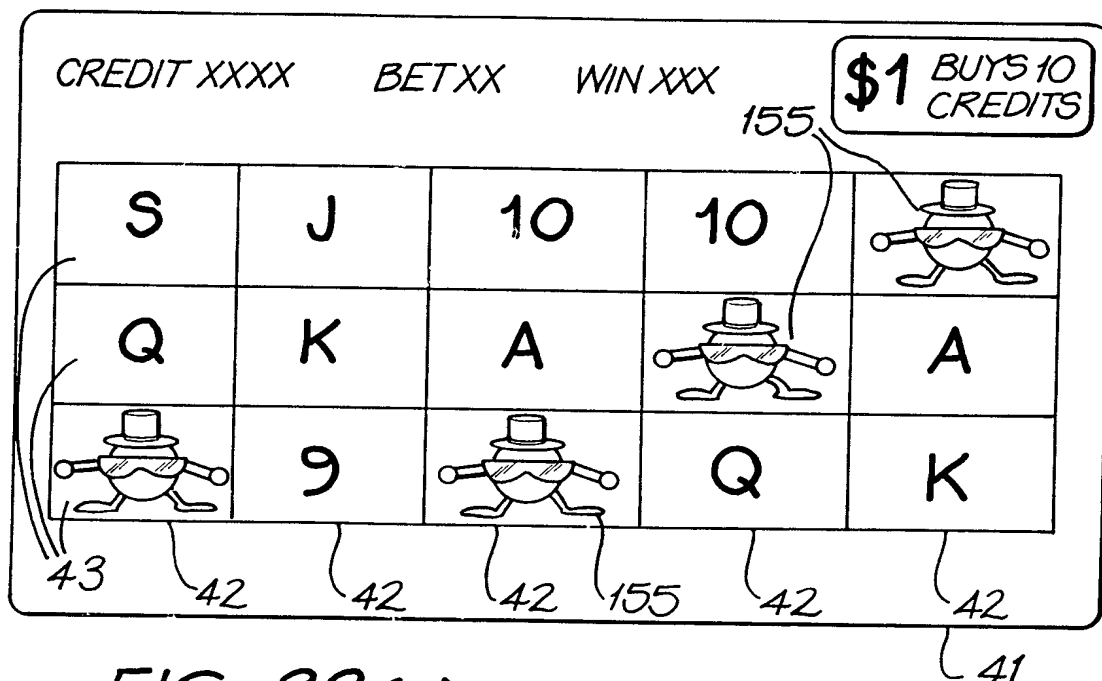 CREDIT XXXX BET XX WIN XXX $1 BUYS 10
CREDITS
155
S J 10 10
Q K A A
9 Q K
43 42 42 42 155 42 42
41